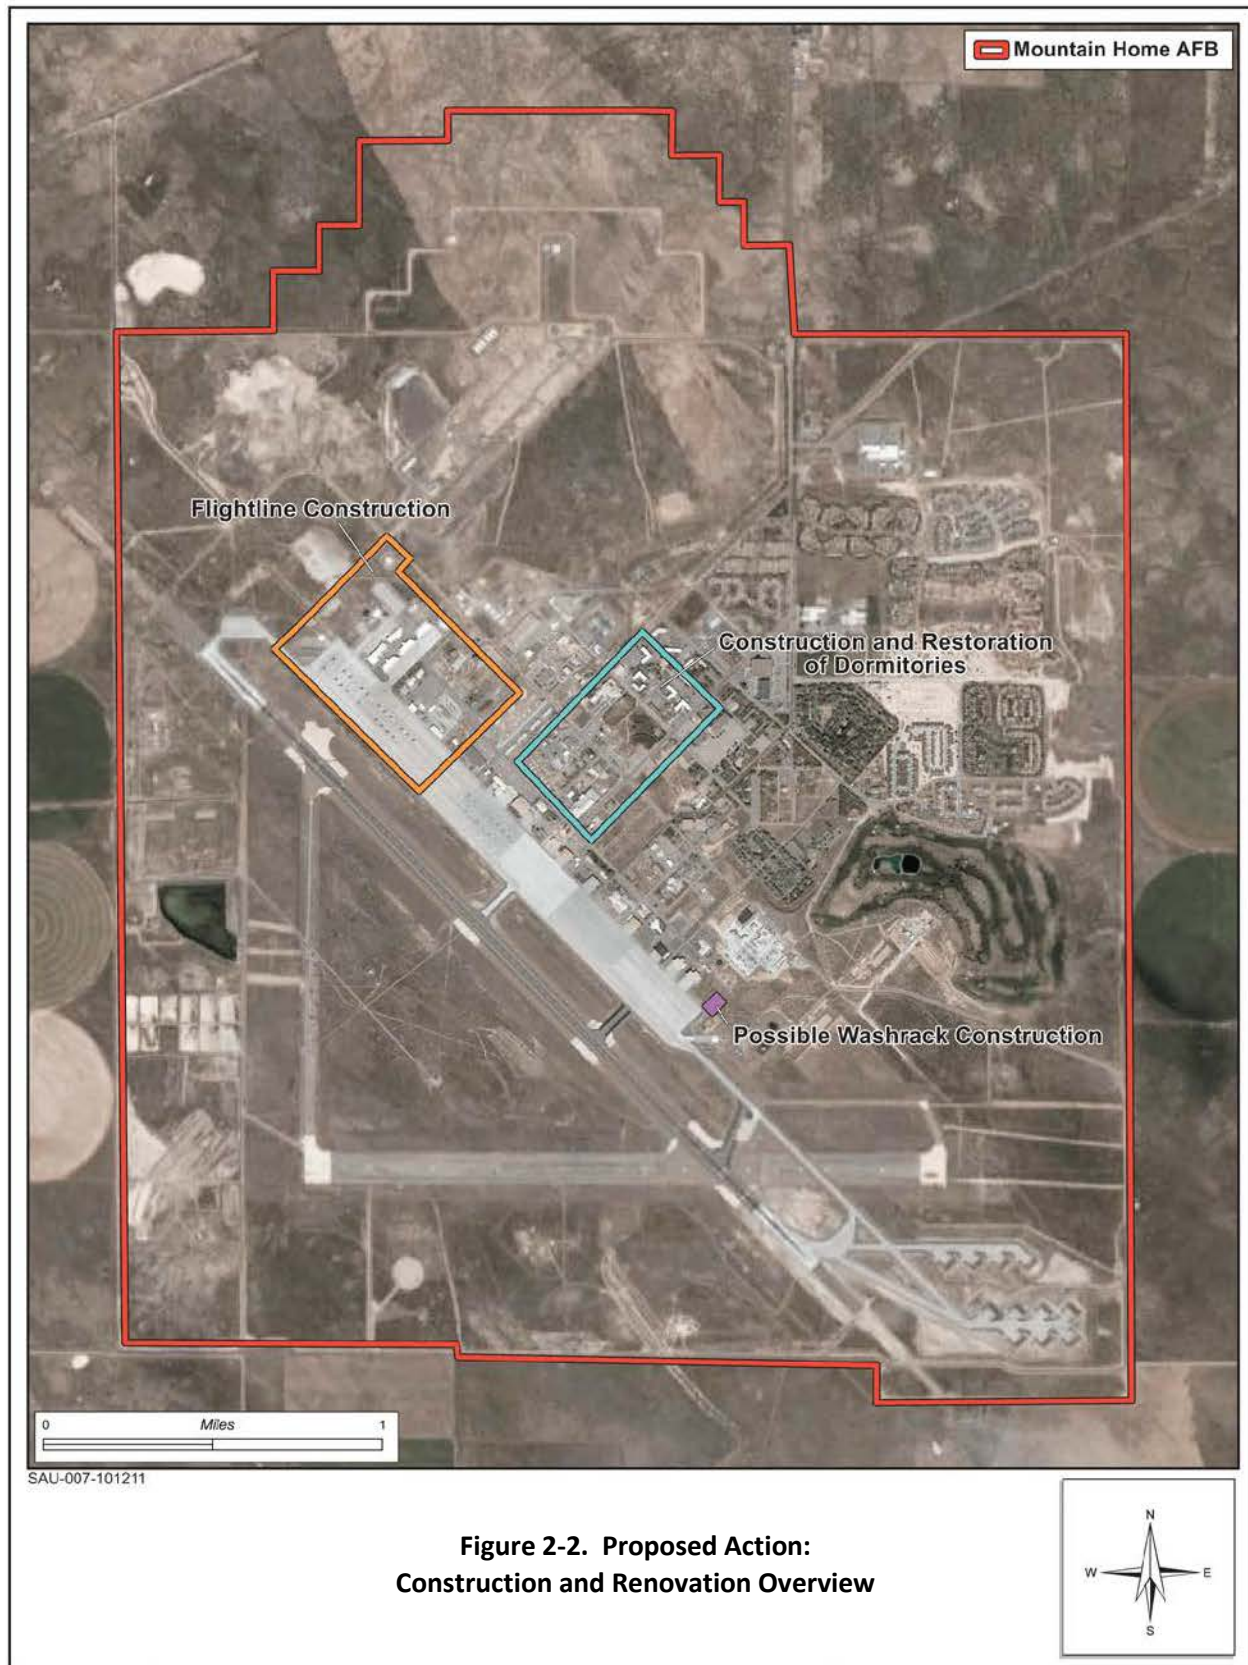 Mountain Home AFB
Flightline Construction
Construction and Restoration
of Dormitories
Possible Washrack Construction
0 Miles 1
SAU-007-101211
Figure 2-2. Proposed Action:
Construction and Renovation Overview
N
W E
S